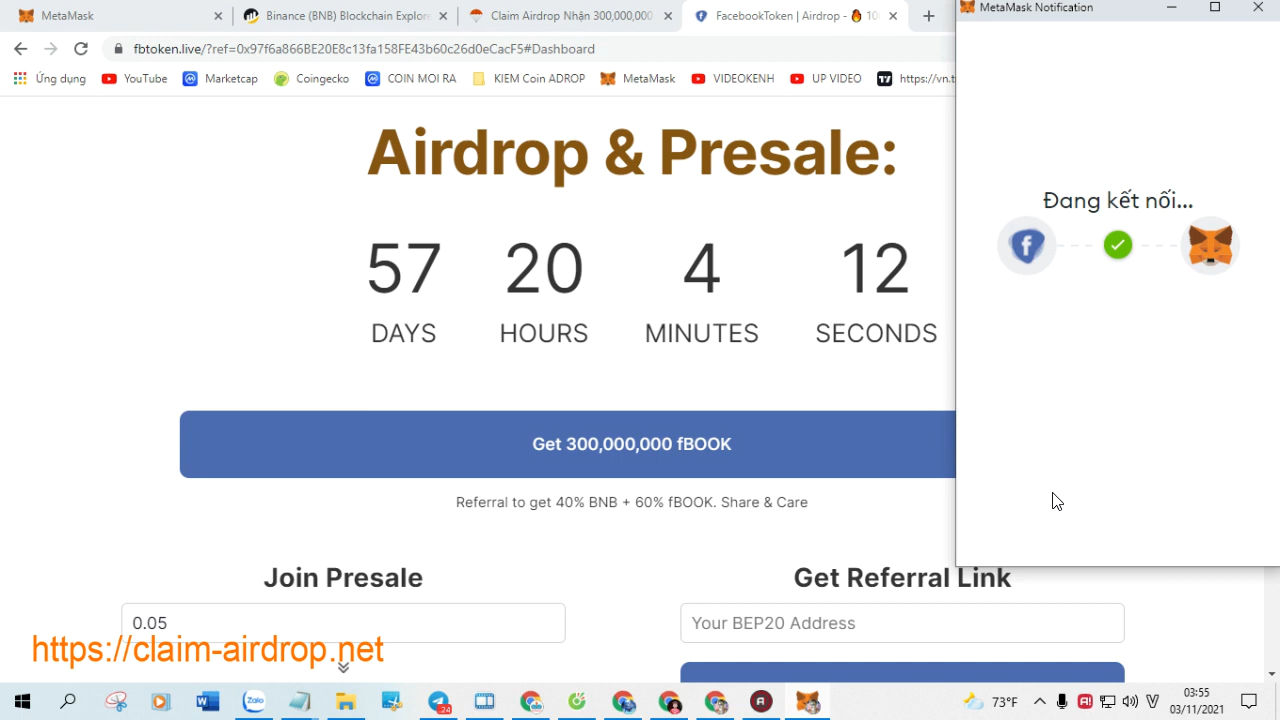 MetaMask
Binance (BNB) Blockchain Explore
Claim Airdrop Nhận 300,000,000
FacebookToken | Airdrop - 🔥 10
MetaMask Notification
fbtoken.live/?ref=0x97f6a866BE20E8c13fa158FE43b60c26d0eCacF5#Dashboard
Ứng dụng
YouTube
Marketcap
Coingecko
COIN MOI RA
KIEM Coin ADROP
MetaMask
VIDEOKENH
UP VIDEO
https://vn.t
Airdrop & Presale:
Đang kết nối...
57 20 4 12
DAYS HOURS MINUTES SECONDS
Get 300,000,000 fBOOK
Referral to get 40% BNB + 60% fBOOK. Share & Care
Join Presale
Get Referral Link
0.05
Your BEP20 Address
https://claim-airdrop.net
Zalo
24
73°F
03:55
03/11/2021